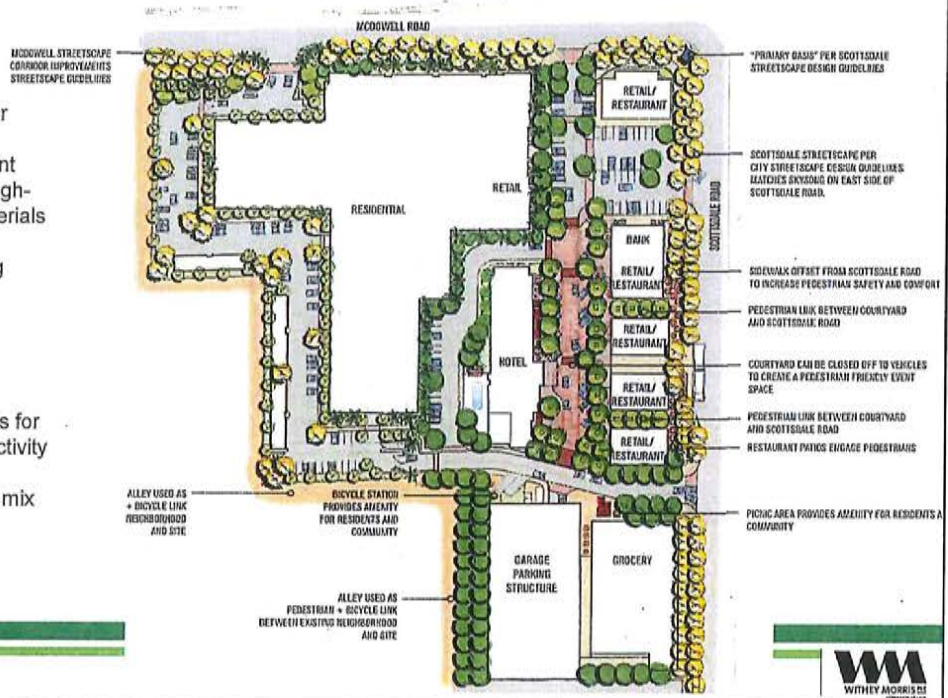 MCDOWELL ROAD
MCDOWELL STREETSCAPE
CORRIDOR IMPROVEMENTS
STREETSCAPE GUIDELINES
r
nt
gh-
erials
g
s for
ctivity
mix
"PRIMARY OASIS" PER SCOTTSDALE
STREETSCAPE DESIGN GUIDELINES
SCOTTSDALE STREETSCAPE PER
CITY STREETSCAPE DESIGN GUIDELINES.
MATCHES SKYSONG ON EAST SIDE OF
SCOTTSDALE ROAD.
SCOTTSDALE ROAD
SIDEWALK OFFSET FROM SCOTTSDALE ROAD
TO INCREASE PEDESTRIAN SAFETY AND COMFORT
PEDESTRIAN LINK BETWEEN COURTYARD
AND SCOTTSDALE ROAD
COURTYARD CAN BE CLOSED OFF TO VEHICLES
TO CREATE A PEDESTRIAN FRIENDLY EVENT
SPACE
PEDESTRIAN LINK BETWEEN COURTYARD
AND SCOTTSDALE ROAD
RESTAURANT PATIOS ENGAGE PEDESTRIANS
PICNIC AREA PROVIDES AMENITY FOR RESIDENTS A
COMMUNITY
RETAIL/
RESTAURANT
RETAIL
RESIDENTIAL
BANK
RETAIL/
RESTAURANT
RETAIL/
RESTAURANT
HOTEL
RETAIL/
RESTAURANT
RETAIL/
RESTAURANT
ALLEY USED AS
+ BICYCLE LINK
NEIGHBORHOOD
AND SITE
BICYCLE STATION
PROVIDES AMENITY
FOR RESIDENTS AND
COMMUNITY
GARAGE
PARKING
STRUCTURE
GROCERY
ALLEY USED AS
PEDESTRIAN + BICYCLE LINK
BETWEEN EXISTING NEIGHBORHOOD
AND SITE
WM
WITHEY MORRIS